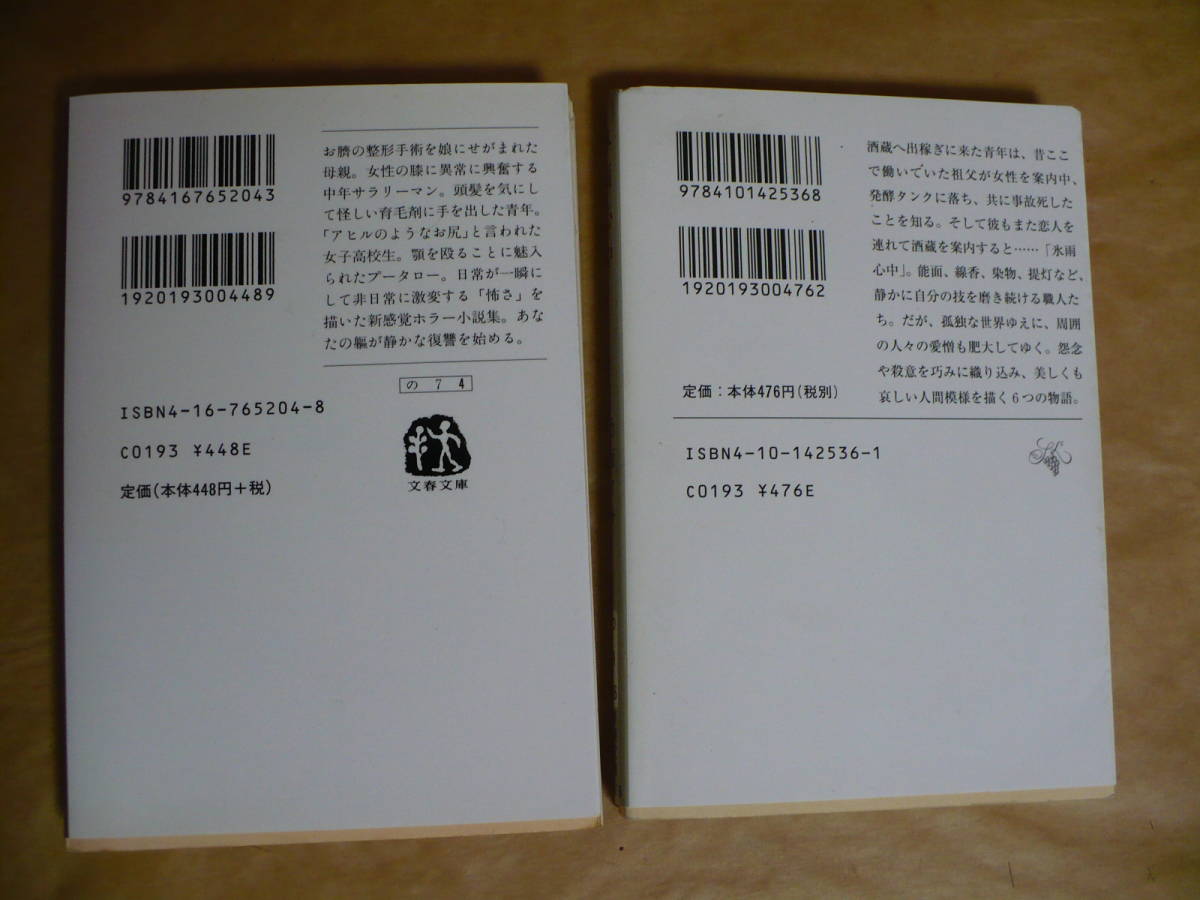 9784167652043
1920193004489
お臍の整形手術を娘にせがまれた
母親。女性の膝に異常に興奮する
中年サラリーマン。頭髪を気にし
て怪しい育毛剤に手を出した青年。
「アヒルのようなお尻」と言われた
女子高校生。顎を殴ることに魅入
られたプータロー。日常が一瞬に
して非日常に激変する「怖さ」を
描いた新感覚ホラー小説集。あな
たの軀が静かな復讐を始める。
の 7 4
ISBN4-16-765204-8
C0193 ¥448E
定価(本体448円+税)
文春文庫
9784101425368
1920193004762
酒蔵へ出稼ぎに来た青年は、昔ここ
で働いでいた祖父が女性を案内中、
発酵タンクに落ち、共に事故死した
ことを知る。そして彼もまた恋人を
連れて酒蔵を案内すると……「氷雨
心中」。能面、線香、染物、提灯など、
静かに自分の技を磨き続ける職人た
ち。だが、孤独な世界ゆえに、周囲
の人々の愛憎も肥大してゆく。怨念
や殺意を巧みに織り込み、美しくも
哀しい人間模様を描く6つの物語。
定価：本体476円(税別)
ISBN4-10-142536-1
C0193 ¥476E